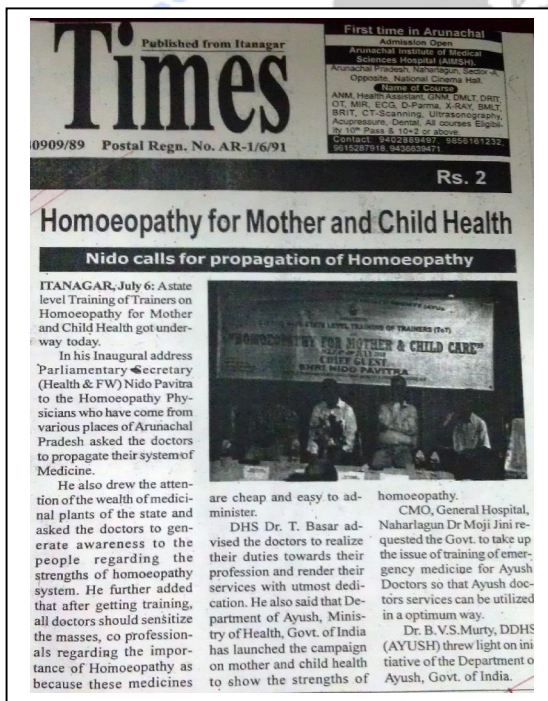 Published from Itanagar
Times
0909/89 Postal Regn. No. AR-1/6/91
First time in Arunachal
Admission Open
Arunachal Institute of Medical
Sciences Hospital (AIMSH),
Arunachal Pradesh, Naharlagun, Sector-A,
Opposite, National Cinema Hall.
Name of Course
ANM, Health Assistant, GNM, DMLT, DRIT,
OT, MIR, ECG, D-Parma, X-RAY, BMLT,
BRIT, CT-Scanning, Ultrasonography,
Acupressure, Dental, All courses Eligibil-
ity 10th Pass & 10+2 or above.
Contact: 9402889497, 9856161232,
9615287918, 9436639471.
Rs. 2
Homoeopathy for Mother and Child Health
Nido calls for propagation of Homoeopathy
ITANAGAR, July 6: A state
level Training of Trainers on
Homoeopathy for Mother
and Child Health got under-
way today.
In his Inaugural address
Parliamentary Secretary
(Health & FW) Nido Pavitra
to the Homoeopathy Phy-
sicians who have come from
various places of Arunachal
Pradesh asked the doctors
to propagate their system of
Medicine.
He also drew the atten-
tion of the wealth of medici-
nal plants of the state and
asked the doctors to gen-
erate awareness to the
people regarding the
strengths of homoeopathy
system. He further added
that after getting training,
all doctors should sensitize
the masses, co profession-
als regarding the impor-
tance of Homoeopathy as
because these medicines
STATE LEVEL TRAINING OF TRAINERS (ToT)
"HOMOEOPATHY FOR MOTHER & CHILD CARE"
CHIEF GUEST
SHRI NIDO PAVITRA
are cheap and easy to ad-
minister.
DHS Dr. T. Basar ad-
vised the doctors to realize
their duties towards their
profession and render their
services with utmost dedi-
cation. He also said that De-
partment of Ayush, Minis-
try of Health, Govt. of India
has launched the campaign
on mother and child health
to show the strengths of
homoeopathy.
CMO, General Hospital,
Naharlagun Dr Moji Jini re-
quested the Govt. to take up
the issue of training of emer-
gency medicine for Ayush
Doctors so that Ayush doc-
tors services can be utilized
in a optimum way.
Dr. B.V.S.Murty, DDHS
(AYUSH) threw light on ini-
tiative of the Department o
Ayush, Govt. of India.